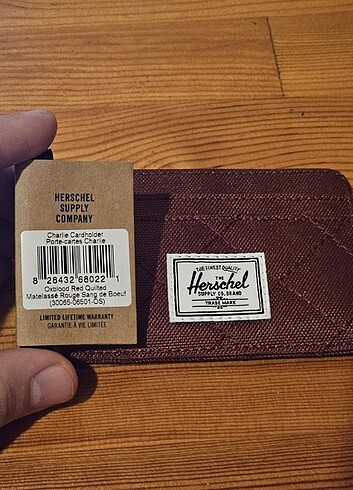 HERSCHEL
SUPPLY
COMPANY
Charlie Cardholder
Porte-cartes Charlie
8 28432 68022 1
Oxblood Red Quilted
Matelassé Rouge Sang de Boeuf
(30065-06501-OS)
LIMITED LIFETIME WARRANTY
GARANTIE À VIE LIMITÉE
THE FINEST QUALITY
THE
Herschel
SUPPLY CO. BRAND
TRADE MARK